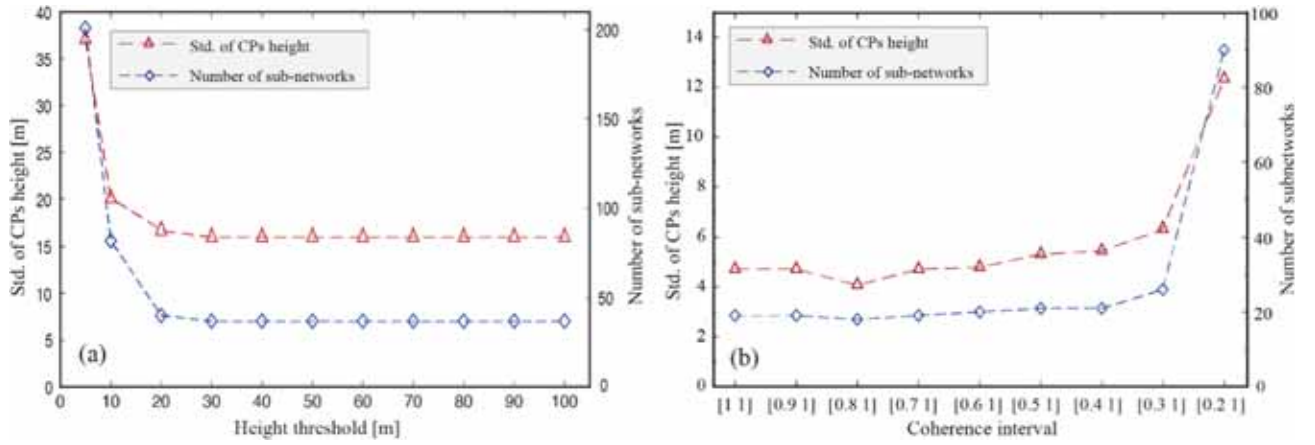 40
35
30
25
20
15
10
5
0
Std. of CPs height [m]
Std. of CPs height
Number of sub-networks
200
150
100
50
0
Number of sub-networks
(a)
0 10 20 30 40 50 60 70 80 90 100
Height threshold [m]
14
12
10
8
6
4
2
0
Std. of CPs height [m]
Std. of CPs height
Number of sub-networks
100
80
60
40
20
0
Number of subnetworks
(b)
[1 1] [0.9 1] [0.8 1] [0.7 1] [0.6 1] [0.5 1] [0.4 1] [0.3 1] [0.2 1]
Coherence interval